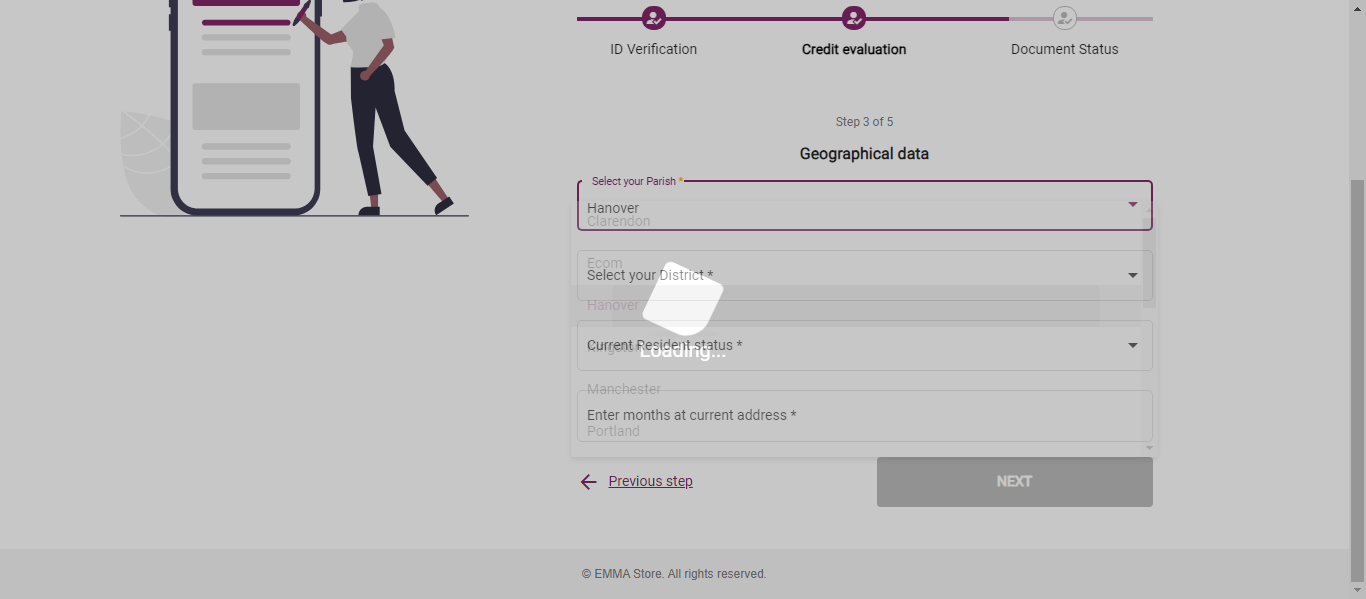 ID Verification
Credit evaluation
Document Status
Step 3 of 5
Geographical data
Select your Parish *
Hanover
Clarendon
Ecom
Select your District *
Hanover
Current Resident status *
Loading...
Manchester
Enter months at current address *
Portland
Previous step
NEXT
© EMMA Store. All rights reserved.